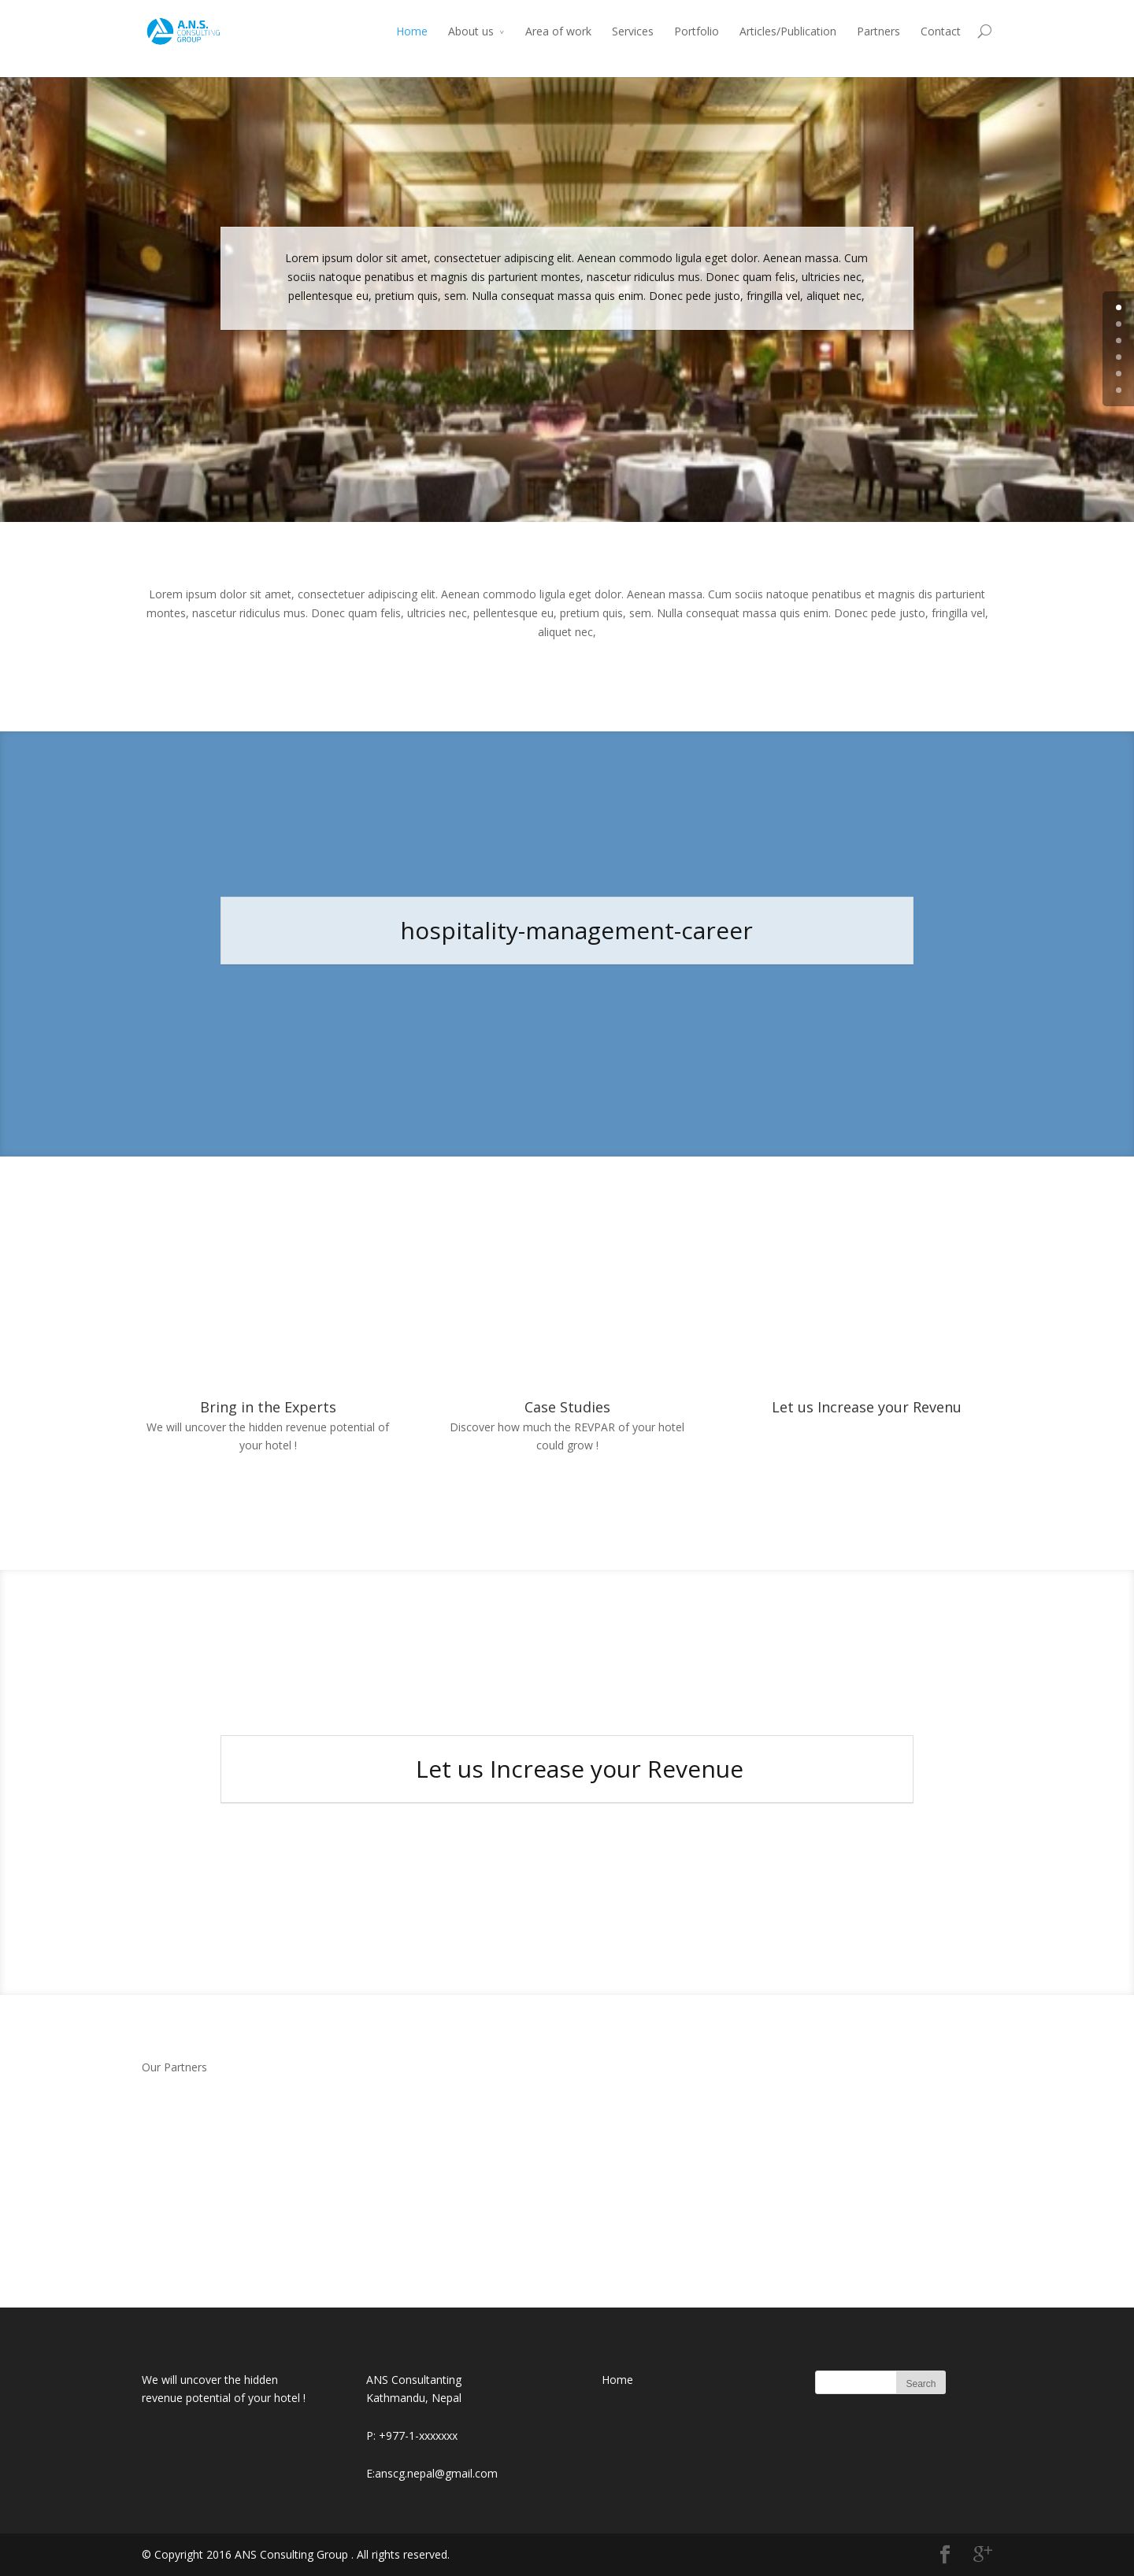 A.N.S.
CONSULTING
GROUP
Home About us Area of work Services Portfolio Articles/Publication Partners Contact
Lorem ipsum dolor sit amet, consectetuer adipiscing elit. Aenean commodo ligula eget dolor. Aenean massa. Cum
sociis natoque penatibus et magnis dis parturient montes, nascetur ridiculus mus. Donec quam felis, ultricies nec,
pellentesque eu, pretium quis, sem. Nulla consequat massa quis enim. Donec pede justo, fringilla vel, aliquet nec,
Lorem ipsum dolor sit amet, consectetuer adipiscing elit. Aenean commodo ligula eget dolor. Aenean massa. Cum sociis natoque penatibus et magnis dis parturient
montes, nascetur ridiculus mus. Donec quam felis, ultricies nec, pellentesque eu, pretium quis, sem. Nulla consequat massa quis enim. Donec pede justo, fringilla vel,
aliquet nec,
hospitality-management-career
Bring in the Experts
We will uncover the hidden revenue potential of
your hotel !
Case Studies
Discover how much the REVPAR of your hotel
could grow !
Let us Increase your Revenu
Let us Increase your Revenue
Our Partners
We will uncover the hidden
revenue potential of your hotel !
ANS Consultanting
Kathmandu, Nepal
P: +977-1-xxxxxxx
E:anscg.nepal@gmail.com
Home
Search
© Copyright 2016 ANS Consulting Group . All rights reserved.